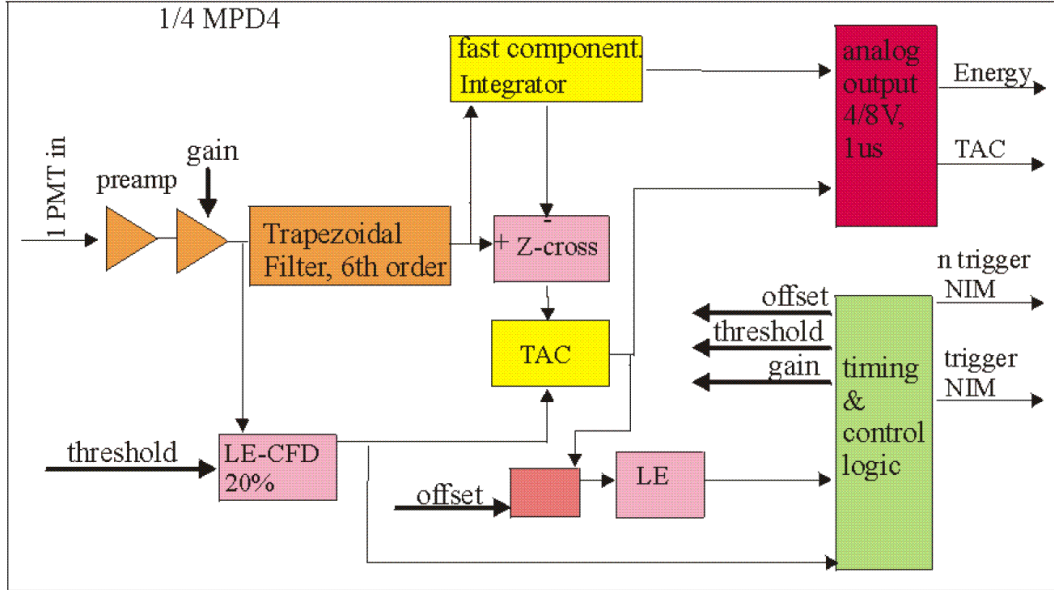 1/4 MPD4
fast component.
Integrator
analog
output
4/8V,
1us
Energy
TAC
1 PMT in
preamp
gain
Trapezoidal
Filter, 6th order
-
+ Z-cross
TAC
n trigger
NIM
offset
threshold
gain
timing
&
control
logic
trigger
NIM
threshold
LE-CFD
20%
offset
LE